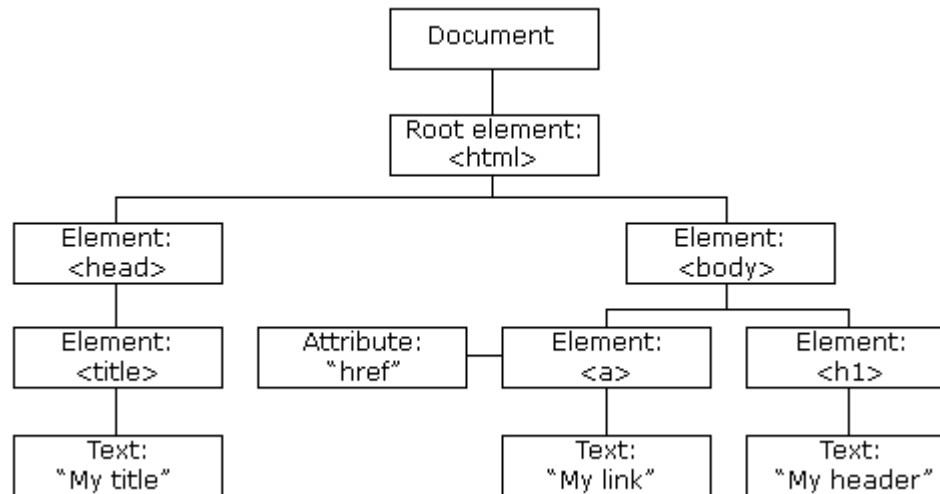 Document
Root element:
<html>
Element:
<head>
Element:
<body>
Element:
<title>
Attribute:
“href”
Element:
<a>
Element:
<h1>
Text:
“My title”
Text:
“My link”
Text:
“My header”